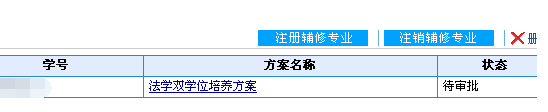 注册辅修专业 注销辅修专业
学号 方案名称 状态
法学双学位培养方案 待审批